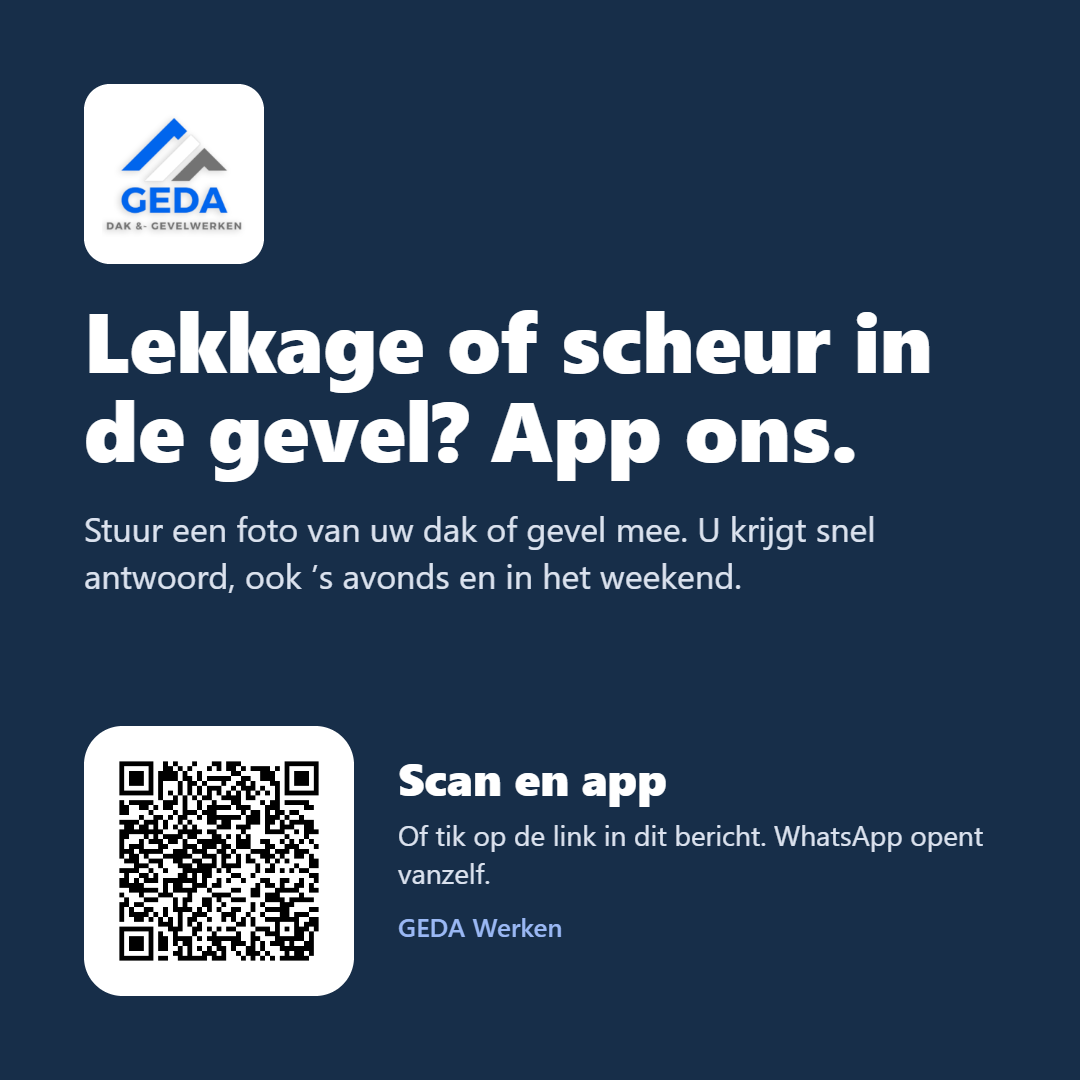 GEDA
DAK &- GEVELWERKEN
Lekkage of scheur in
de gevel? App ons.
Stuur een foto van uw dak of gevel mee. U krijgt snel
antwoord, ook ’s avonds en in het weekend.
Scan en app
Of tik op de link in dit bericht. WhatsApp opent
vanzelf.
GEDA Werken